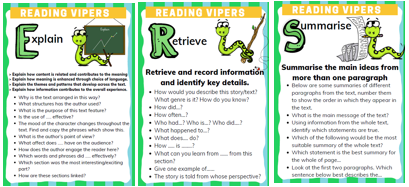 READING VIPERS
Explain
• Explain how content is related and contributes to the meaning
• Explain how meaning is enhanced through choice of language.
• Explain the themes and patterns that develop across the text.
• Explain how information contributes to the overall experience.
• Why is the text arranged in this way?
• What structures has the author used?
• What is the purpose of this text feature?
• Is the use of .... effective?
• The mood of the character changes throughout the
text. Find and copy the phrases which show this.
• What is the author's point of view?
• What affect does ..... have on the audience?
• How does the author engage the reader here?
• Which words and phrases did .... effectively?
• Which section was the most interesting/exciting
part?
• How are these sections linked?
READING VIPERS
Retrieve
Retrieve and record information
and identify key details.
• How would you describe this story/text?
What genre is it? How do you know?
• How did...?
• How often...?
• Who had...? Who is...? Who did....?
• What happened to...?
• What does.... do?
• How ..... is ......?
• What can you learn from ...... from this
section?
• Give one example of.....
• The story is told from whose perspective?
READING VIPERS
Summarise
Summarise the main ideas from
more than one paragraph
• Below are some summaries of different
paragraphs from the text, number them
to show the order in which they appear in
the text.
• What is the main message of the text?
• Using information from the whole text,
identify which statements are true.
• Which of the following would be the most
suitable summary of the whole text?
• Which statement is the best summary for
the whole of page...
• Look at the first two paragraphs. Which
sentence below best describes the...